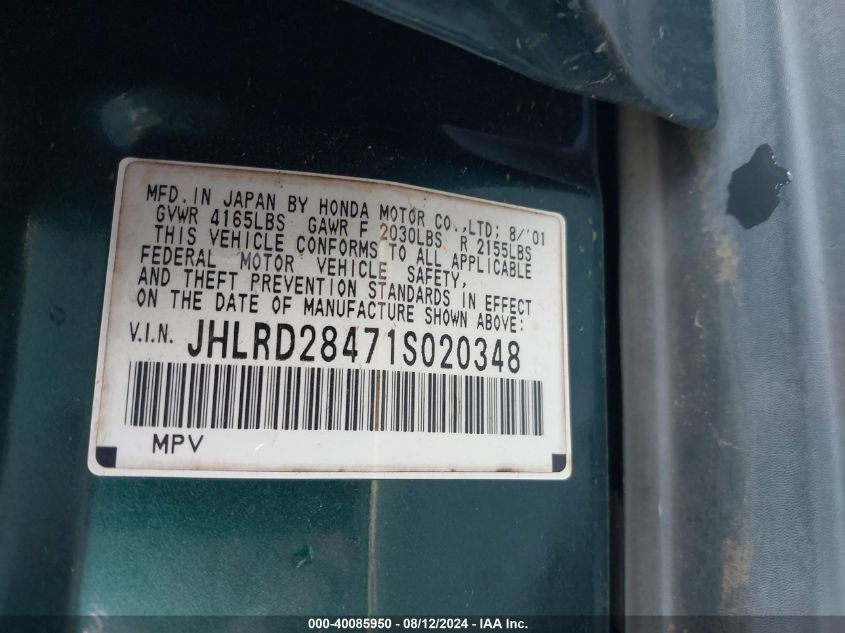 MFD. IN JAPAN BY HONDA MOTOR CO.,LTD; 8/'01
GVWR 4165LBS GAWR F 2030LBS R 2155LBS
THIS VEHICLE CONFORMS TO ALL APPLICABLE
FEDERAL MOTOR VEHICLE SAFETY,
AND THEFT PREVENTION STANDARDS IN EFFECT
ON THE DATE OF MANUFACTURE SHOWN ABOVE:
V.I.N. JHLRD28471S020348
MPV
000-40085950 - 08/12/2024 - IAA Inc.